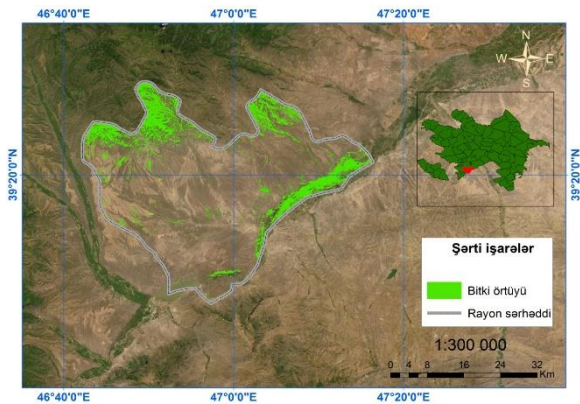 46°40'0"E 47°0'0"E 47°20'0"E
N
W E
S
39°20'0"N 39°20'0"N
Şərti işarələr
Bitki örtüyü
Rayon sərhəddi
1:300 000
0 4 8 16 24 32
Km
46°40'0"E 47°0'0"E 47°20'0"E